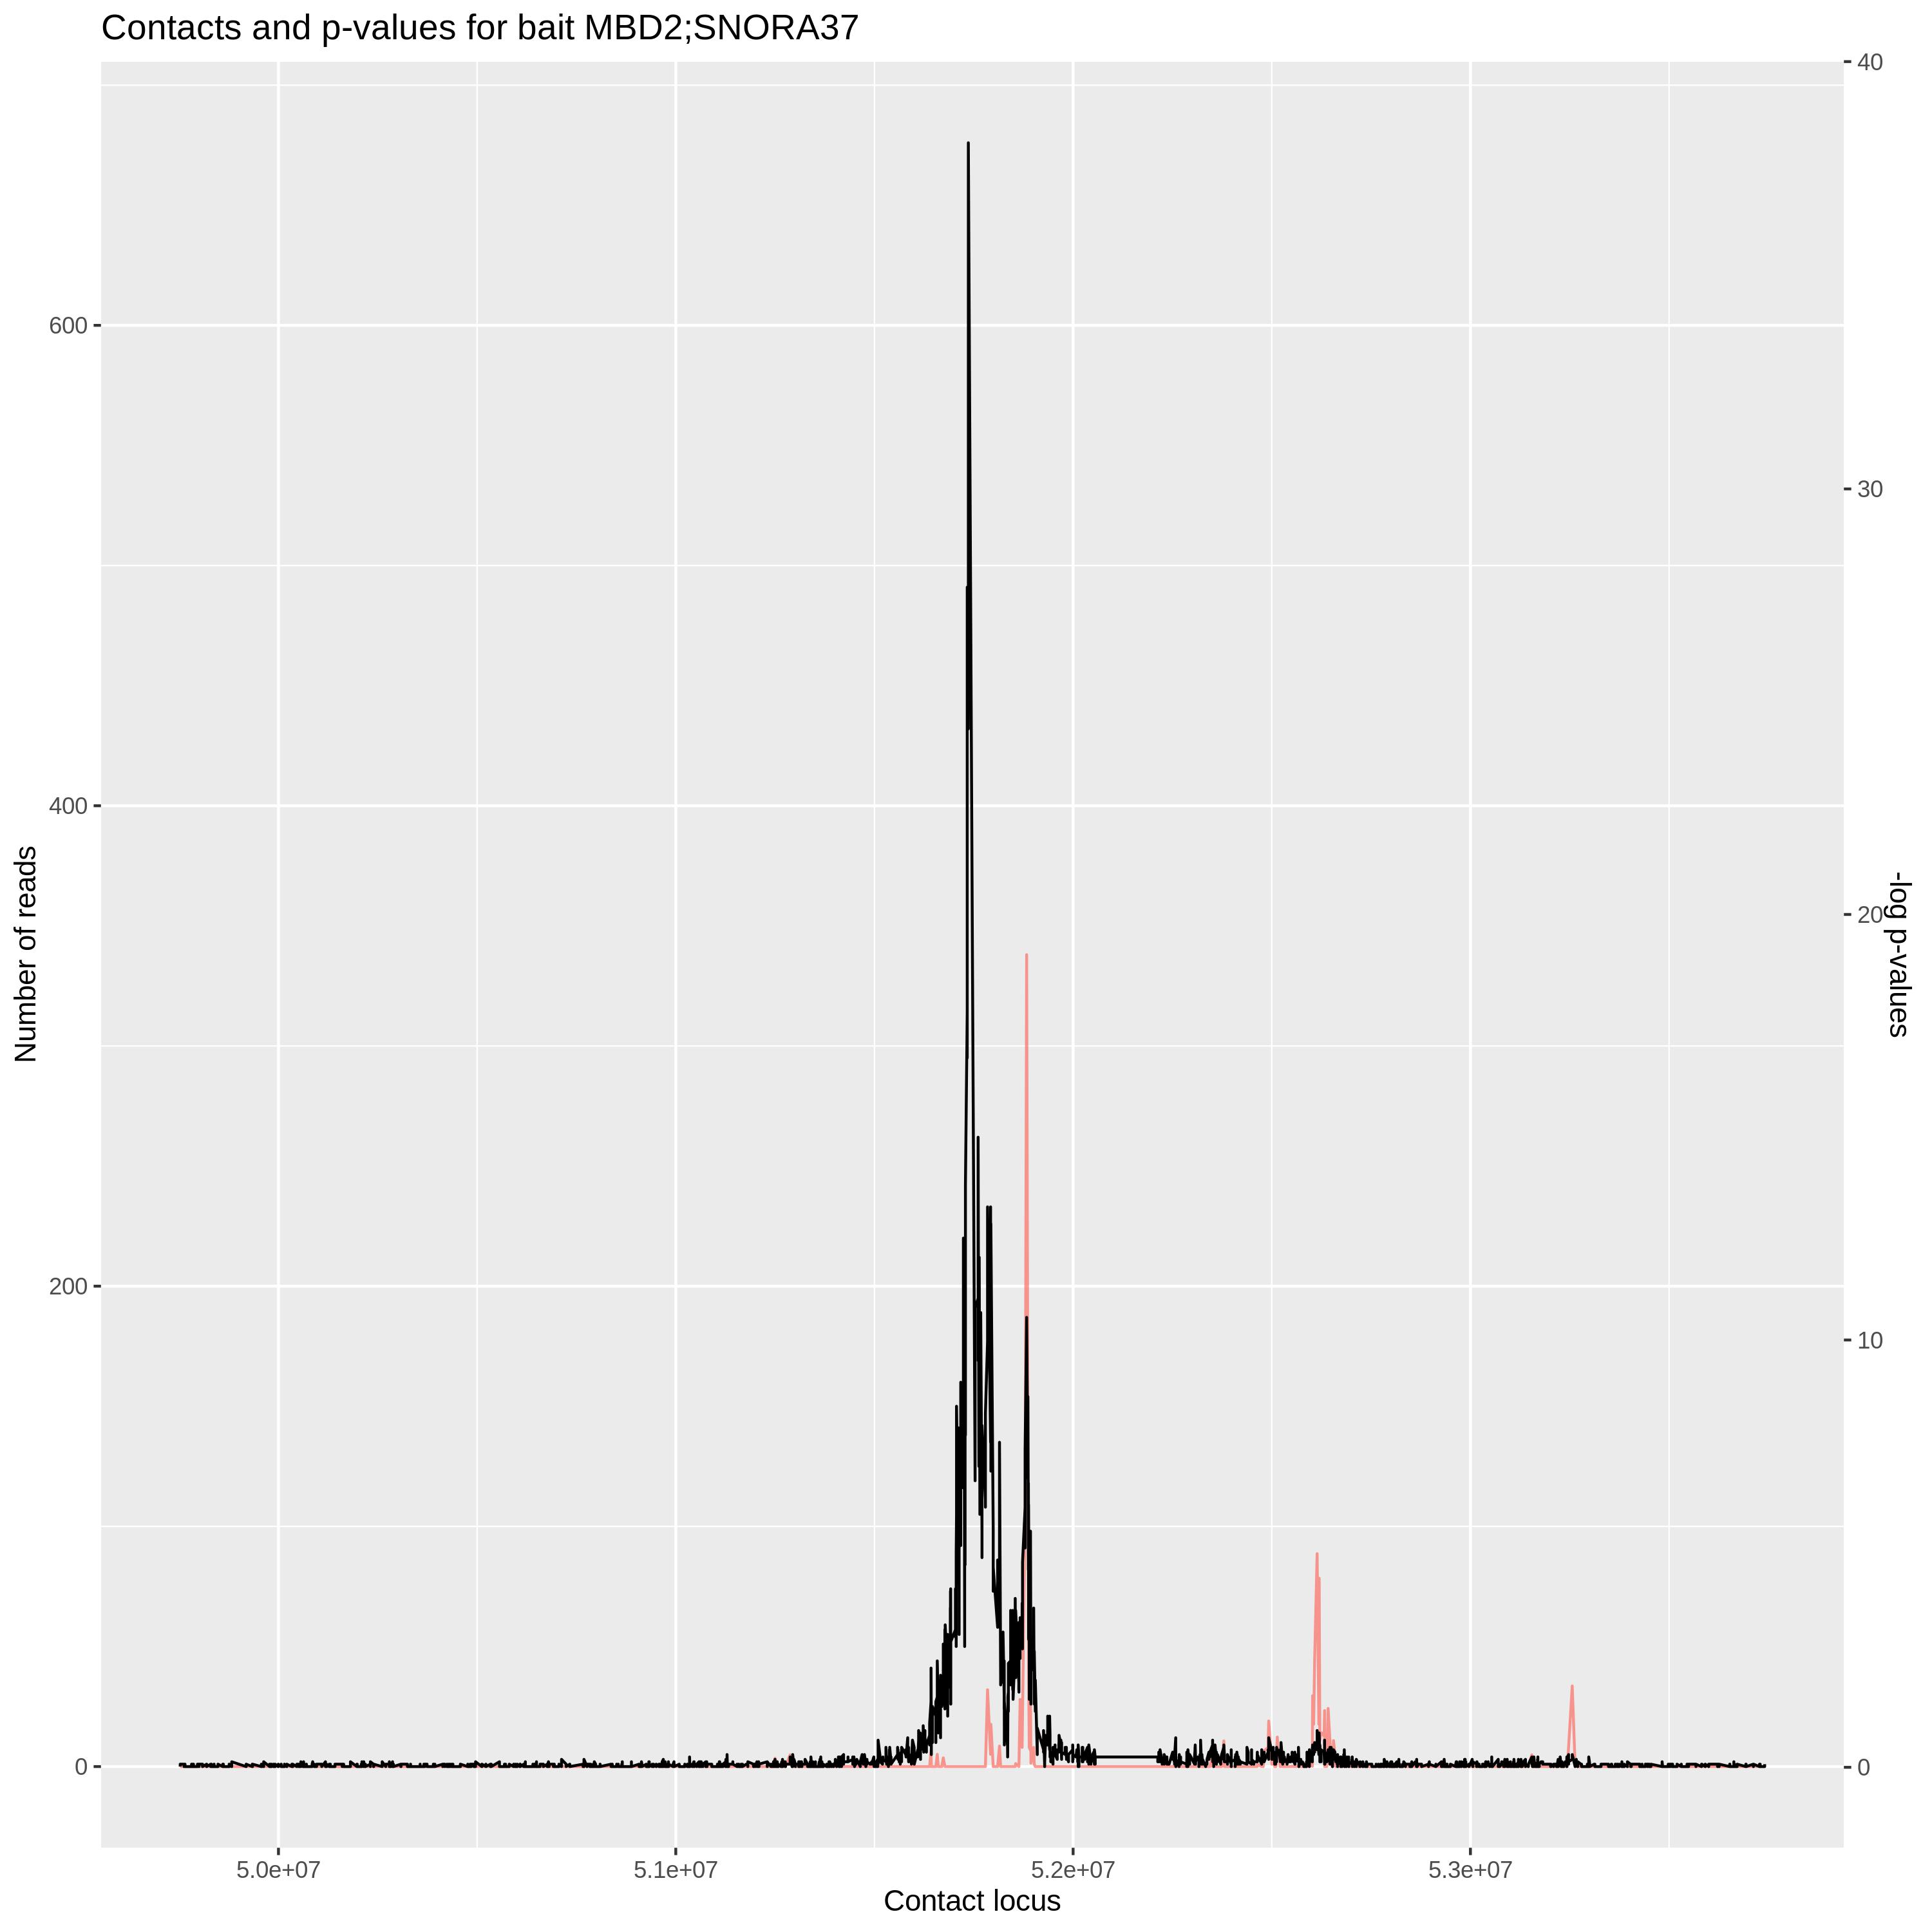 Contacts and p-values for bait MBD2;SNORA37
40
600
30
400
Number of reads
20
-log p-values
200
10
0
0
5.0e+07
5.1e+07
5.2e+07
5.3e+07
Contact locus